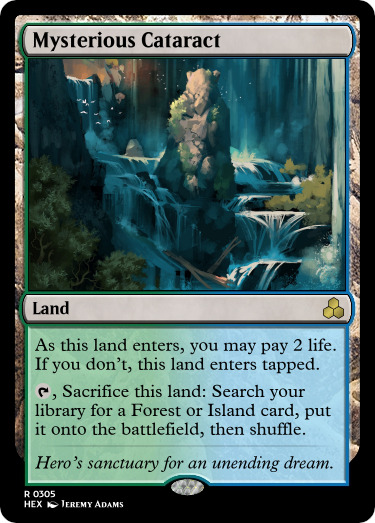 Mysterious Cataract
Land
As this land enters, you may pay 2 life.
If you don't, this land enters tapped.
, Sacrifice this land: Search your
library for a Forest or Island card, put
it onto the battlefield, then shuffle.
Hero's sanctuary for an unending dream.
R 0305
HEX Jeremy Adams